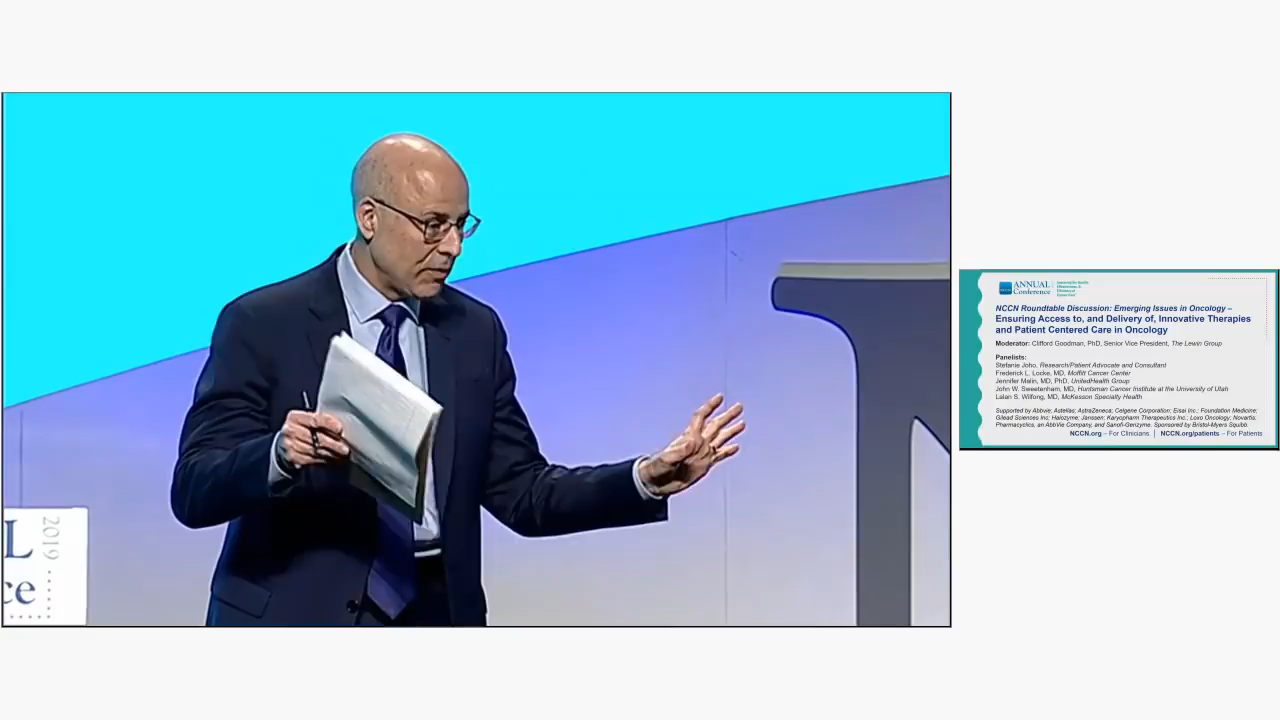 L
2019
ce
ANNUAL
Conference
NCCN Roundtable Discussion: Emerging Issues in Oncology –
Ensuring Access to, and Delivery of, Innovative Therapies
and Patient Centered Care in Oncology
Moderator: Clifford Goodman, PhD, Senior Vice President, The Lewin Group
Panelists:
Stefanie Joho, Research/Patient Advocate and Consultant
Frederick L. Locke, MD, Moffitt Cancer Center
Jennifer Malin, MD, PhD, UnitedHealth Group
John W. Sweetenham, MD, Huntsman Cancer Institute at the University of Utah
Lalan S. Wilfong, MD, McKesson Specialty Health
Supported by Abbvie; Astellas; AstraZeneca; Celgene Corporation; Eisai Inc.; Foundation Medicine;
Gilead Sciences Inc; Halozyme; Janssen; Karyopharm Therapeutics Inc.; Loxo Oncology; Novartis;
Pharmacyclics, an AbbVie Company, and Sanofi-Genzyme. Sponsored by Bristol-Myers Squibb.
NCCN.org – For Clinicians | NCCN.org/patients – For Patients